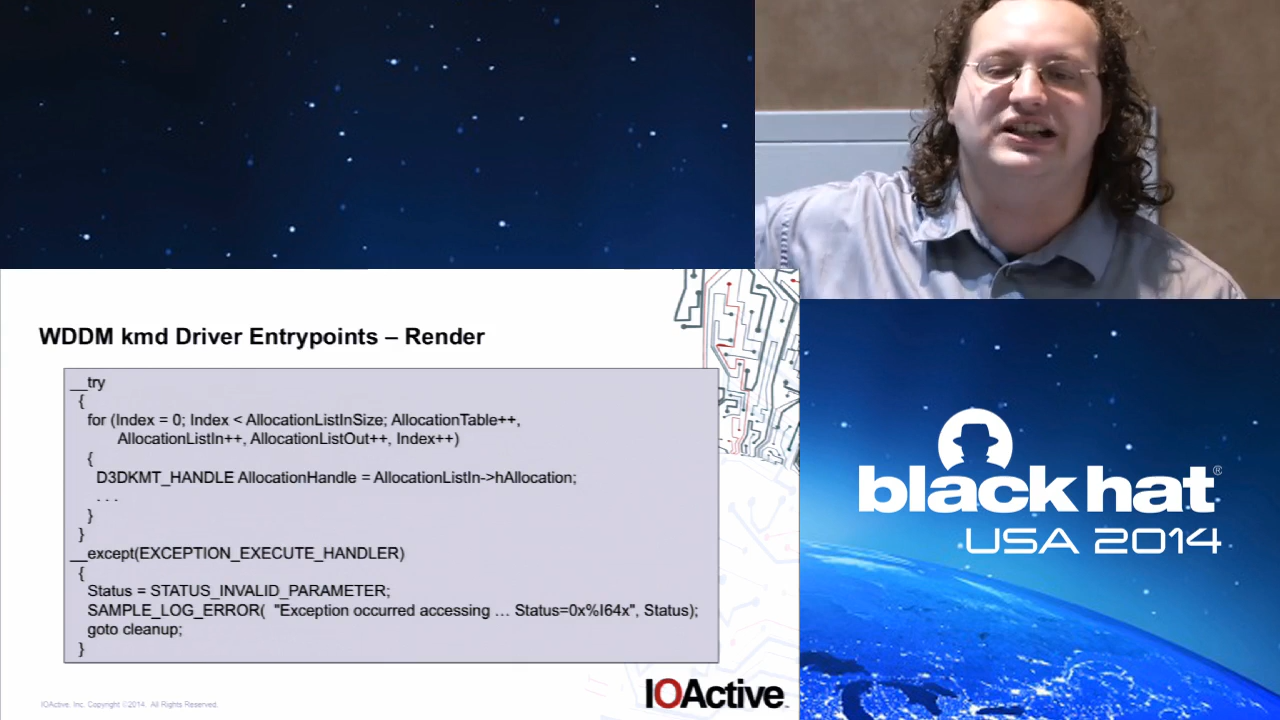 WDDM kmd Driver Entrypoints – Render
__try
{
for (Index = 0; Index < AllocationListInSize; AllocationTable++,
AllocationListIn++, AllocationListOut++, Index++)
{
D3DKMT_HANDLE AllocationHandle = AllocationListIn->hAllocation;
. . .
}
}
__except(EXCEPTION_EXECUTE_HANDLER)
{
Status = STATUS_INVALID_PARAMETER;
SAMPLE_LOG_ERROR( "Exception occurred accessing … Status=0x%I64x", Status);
goto cleanup;
}
IOActive, Inc. Copyright ©2014. All Rights Reserved.
IOActive
black hat®
USA 2014